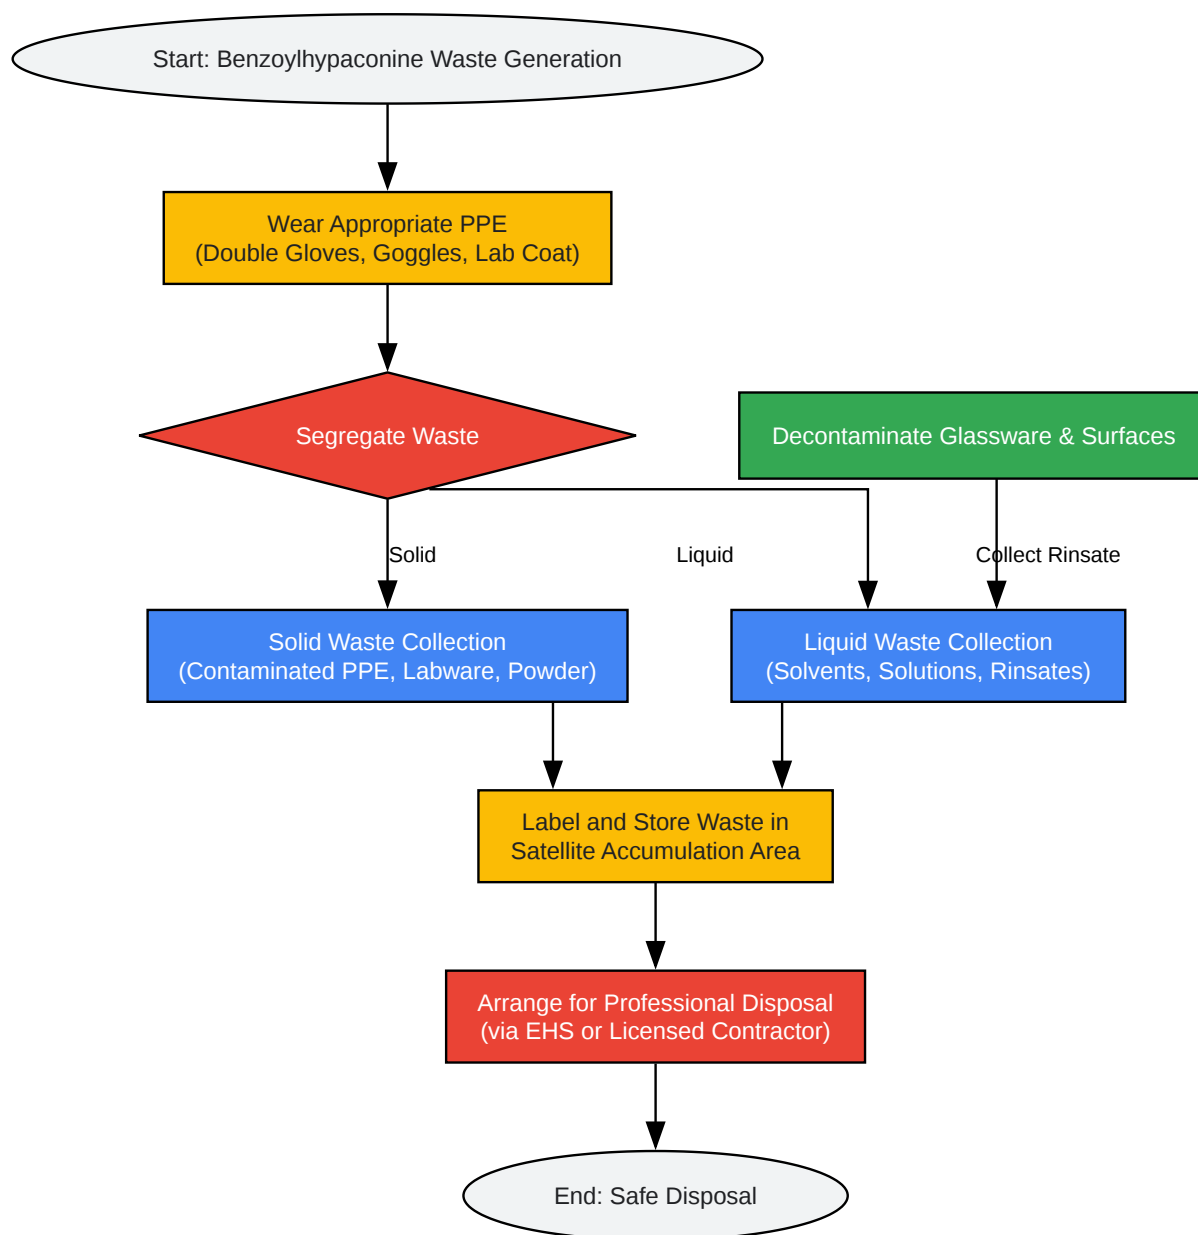 Start: Benzoylhypaconine Waste Generation
Wear Appropriate PPE
(Double Gloves, Goggles, Lab Coat)
Segregate Waste
Decontaminate Glassware & Surfaces
Solid
Liquid
Collect Rinsate
Solid Waste Collection
(Contaminated PPE, Labware, Powder)
Liquid Waste Collection
(Solvents, Solutions, Rinsates)
Label and Store Waste in
Satellite Accumulation Area
Arrange for Professional Disposal
(via EHS or Licensed Contractor)
End: Safe Disposal